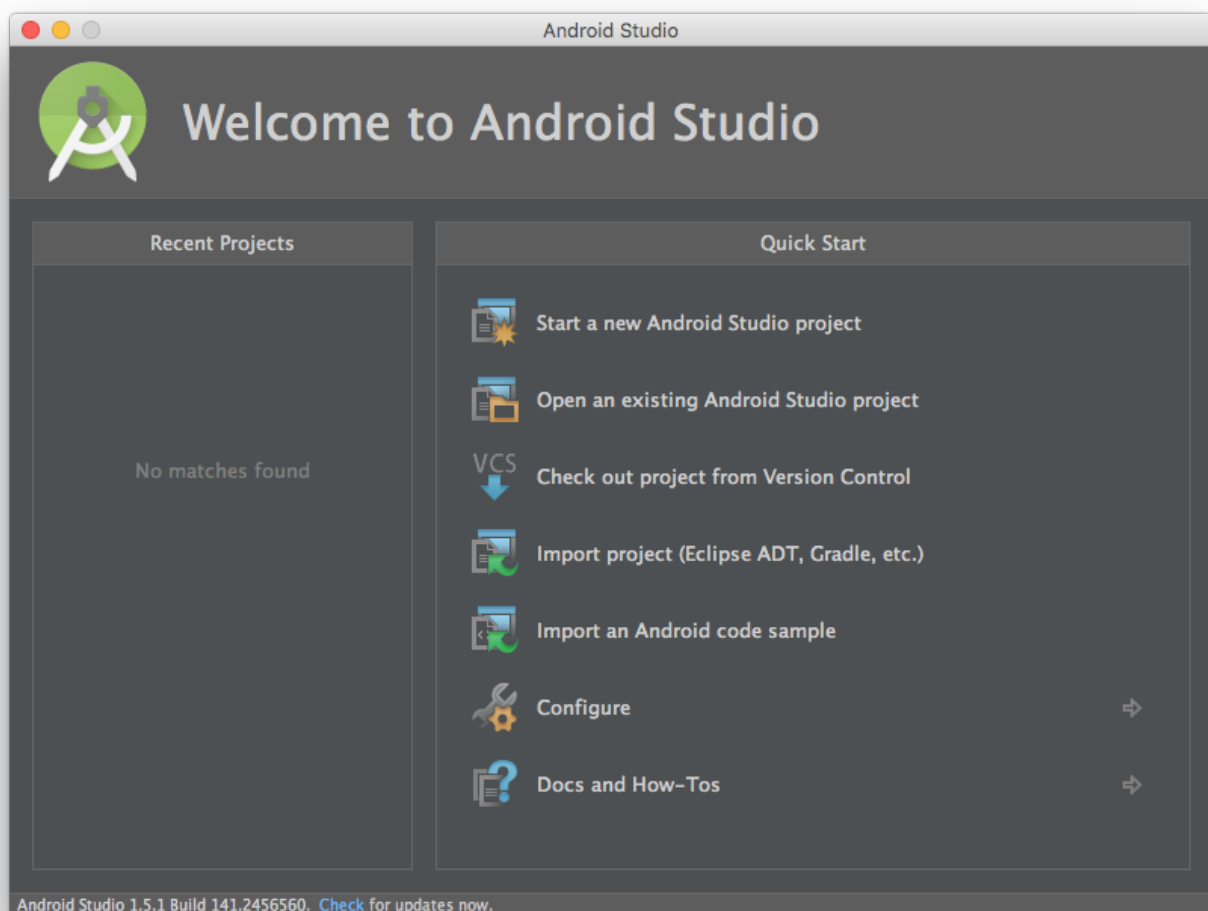 Android Studio
Welcome to Android Studio
Recent Projects
No matches found
Quick Start
Start a new Android Studio project
Open an existing Android Studio project
VCS
Check out project from Version Control
Import project (Eclipse ADT, Gradle, etc.)
Import an Android code sample
Configure
Docs and How-Tos
Android Studio 1.5.1 Build 141.2456560. Check for updates now.